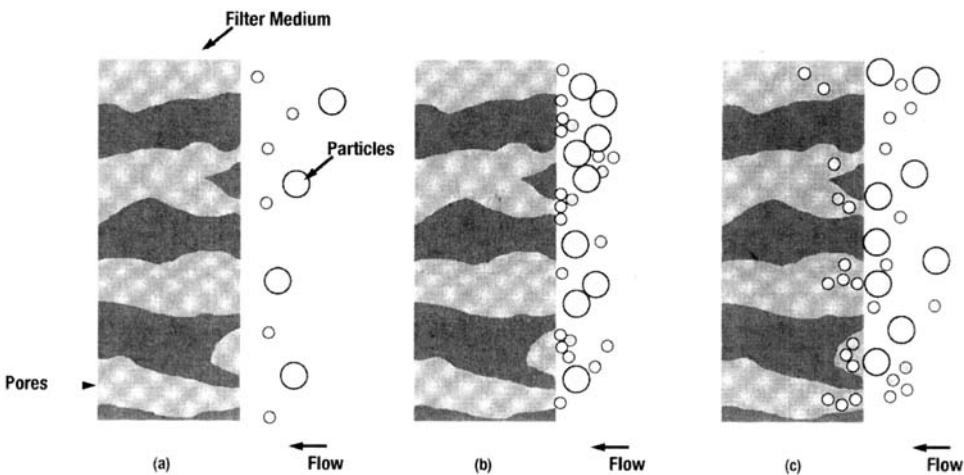 Filter Medium
Particles
Pores
(a)
Flow
(b)
Flow
(c)
Flow